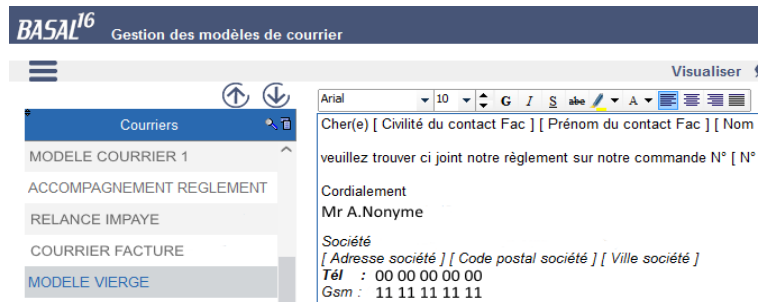 BASAL16 Gestion des modèles de courrier
Visualiser
Arial 10 G I S abc A
Courriers
MODELE COURRIER 1
ACCOMPAGNEMENT REGLEMENT
RELANCE IMPAYE
COURRIER FACTURE
MODELE VIERGE
Cher(e) [ Civilité du contact Fac ] [ Prénom du contact Fac ] [ Nom
veuillez trouver ci joint notre règlement sur notre commande N° [ N°
Cordialement
Mr A.Nonyme
Société
[ Adresse société ] [ Code postal société ] [ Ville société ]
Tél : 00 00 00 00 00
Gsm : 11 11 11 11 11